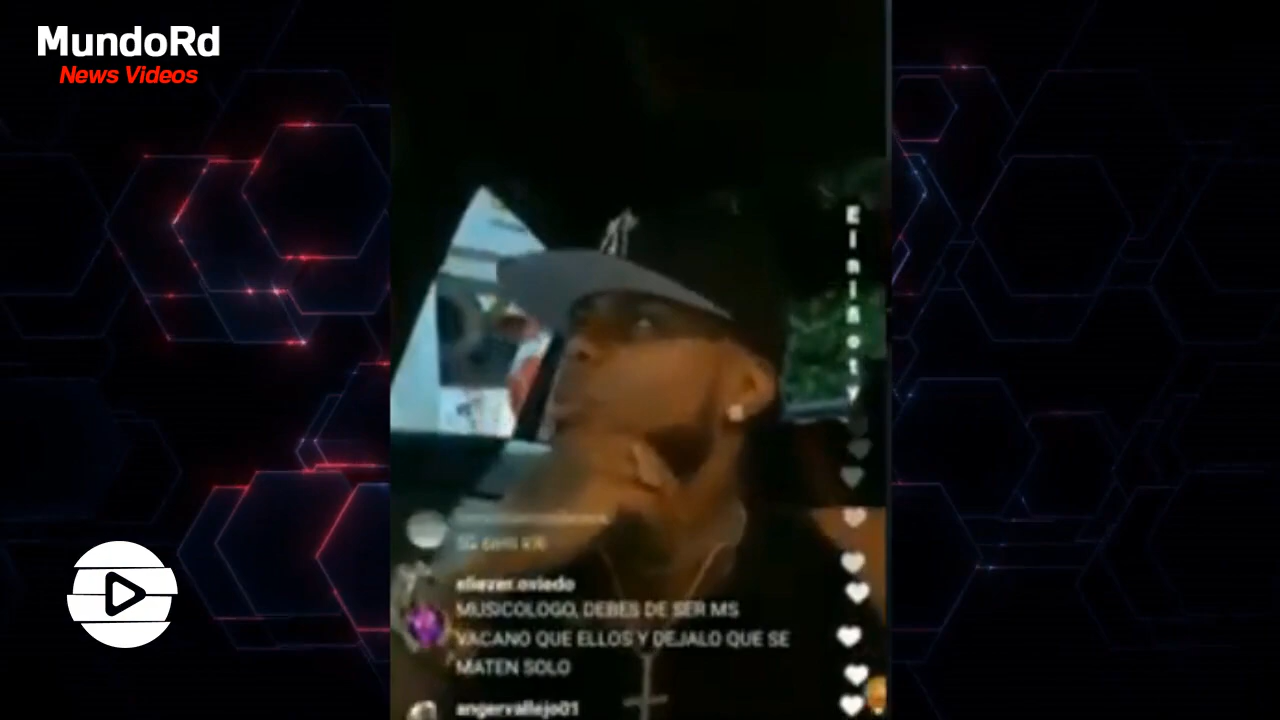 MundoRd
News Videos
eliezer.oviedo
MUSICOLOGO, DEBES DE SER MS
VACANO QUE ELLOS Y DEJALO QUE SE
MATEN SOLO
angervallejo01